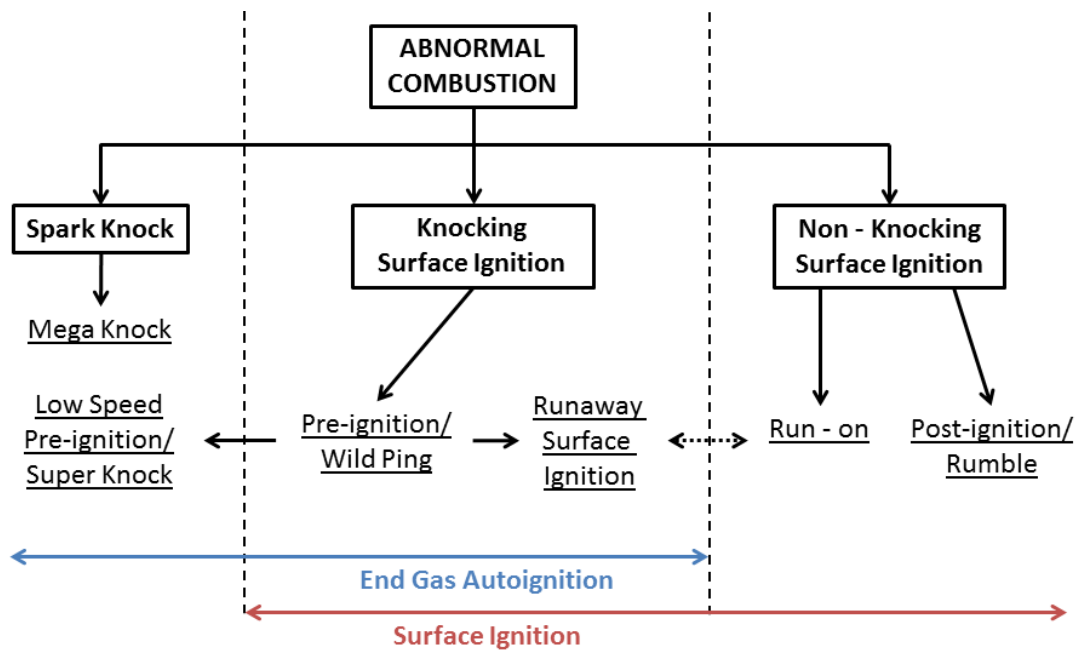 ABNORMAL
COMBUSTION
Spark Knock
Knocking
Surface Ignition
Non - Knocking
Surface Ignition
Mega Knock
Low Speed
Pre-ignition/
Super Knock
Pre-ignition/
Wild Ping
Runaway
Surface
Ignition
Run - on
Post-ignition/
Rumble
End Gas Autoignition
Surface Ignition